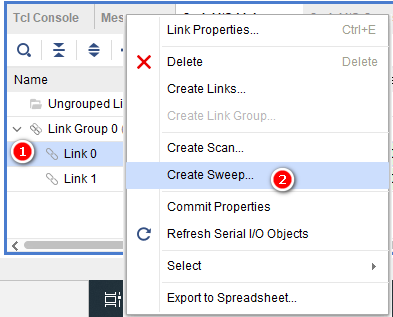 Tcl Console
Link Properties... Ctrl+E
Delete Delete
Name
Create Links...
Ungrouped Li
Create Link Group...
Link Group 0
1
Link 0
Create Scan...
Create Sweep... 2
Link 1
Commit Properties
Refresh Serial I/O Objects
Select
Export to Spreadsheet...